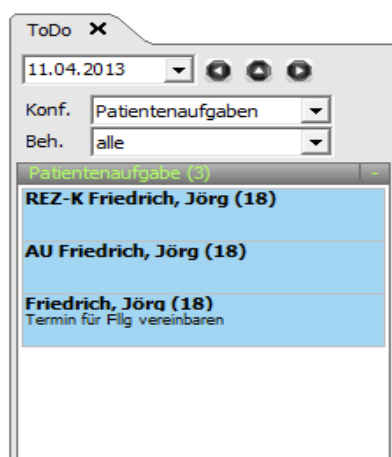 ToDo
11.04.2013
Konf. Patientenaufgaben
Beh. alle
Patientenaufgabe (3) -
REZ-K Friedrich, Jörg (18)
AU Friedrich, Jörg (18)
Friedrich, Jörg (18)
Termin für Fllg vereinbaren